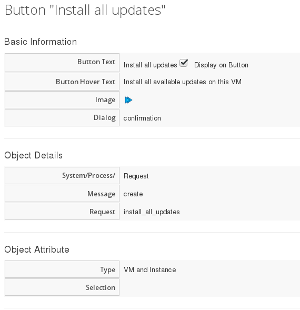 Button "Install all updates"
Basic Information
Button Text Install all updates Display on Button
Button Hover Text Install all available updates on this VM
Image
Dialog confirmation
Object Details
System/Process/ Request
Message create
Request install_all_updates
Object Attribute
Type VM and Instance
Selection